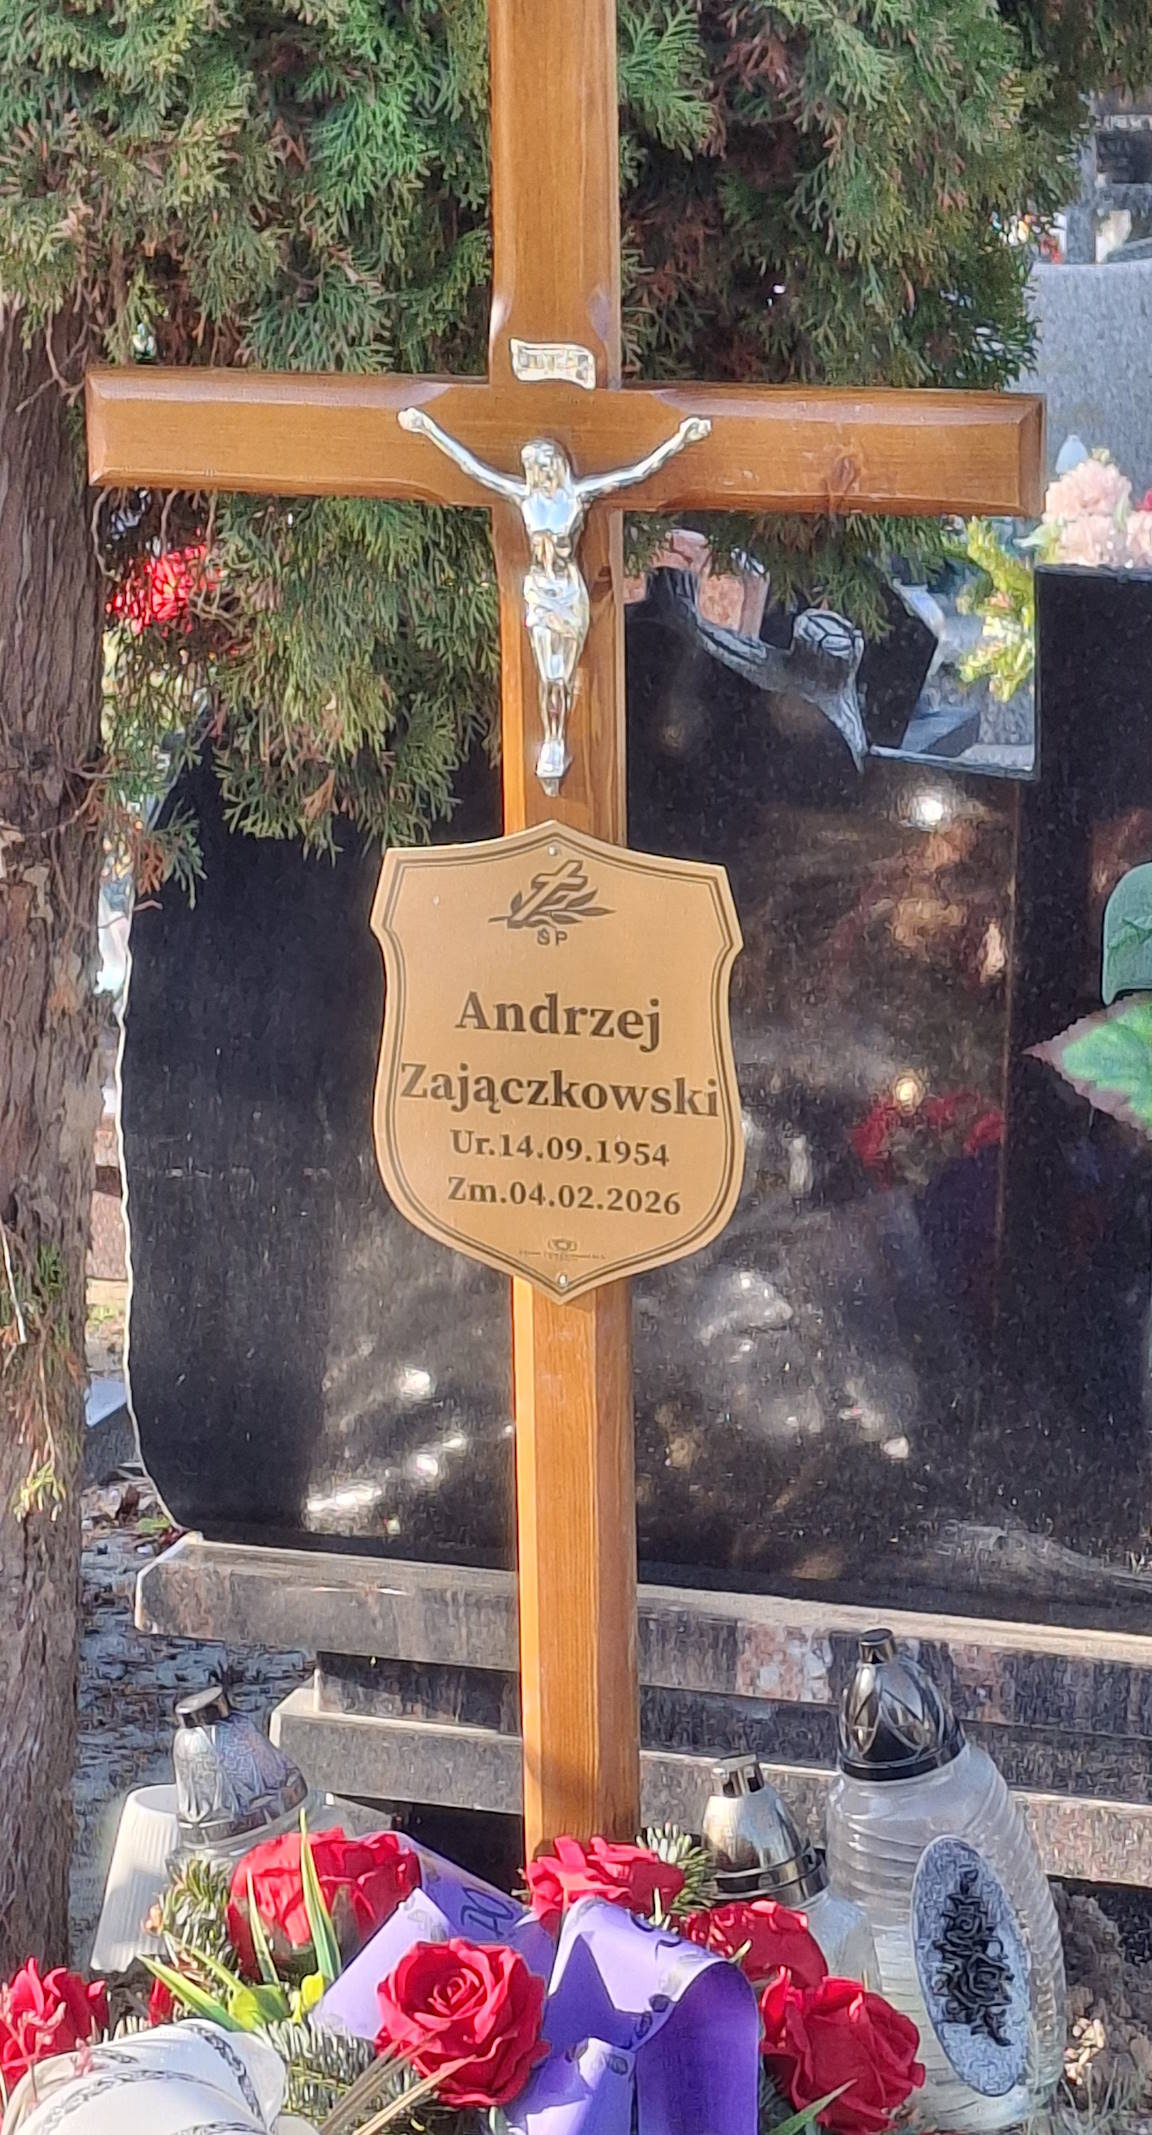 ŚP
Andrzej
Zajączkowski
Ur.14.09.1954
Zm.04.02.2026